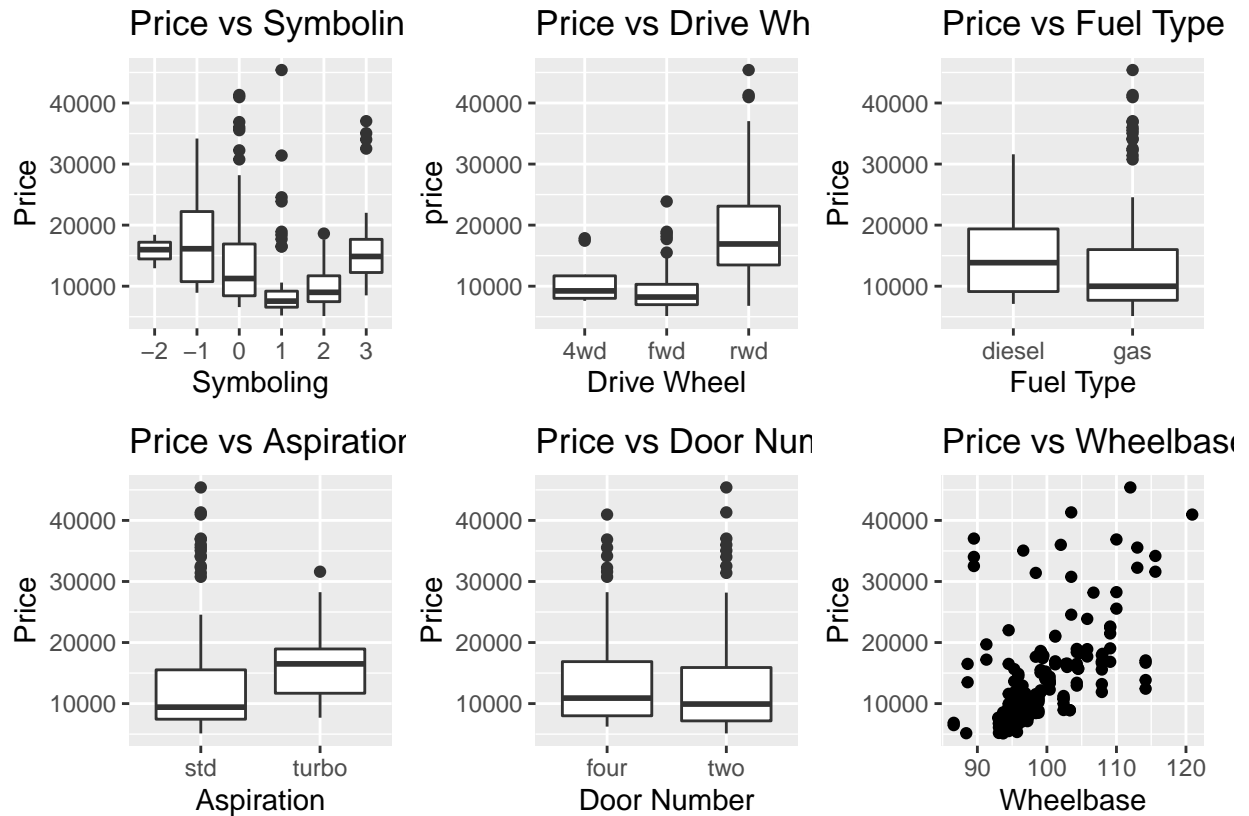 Price vs Symbolin
40000
30000
20000
10000
Price
−2 −1 0 1 2 3
Symboling
Price vs Drive Wh
40000
30000
20000
10000
price
4wd fwd rwd
Drive Wheel
Price vs Fuel Type
40000
30000
20000
10000
Price
diesel gas
Fuel Type
Price vs Aspiration
40000
30000
20000
10000
Price
std turbo
Aspiration
Price vs Door Num
40000
30000
20000
10000
Price
four two
Door Number
Price vs Wheelbase
40000
30000
20000
10000
Price
90 100 110 120
Wheelbase